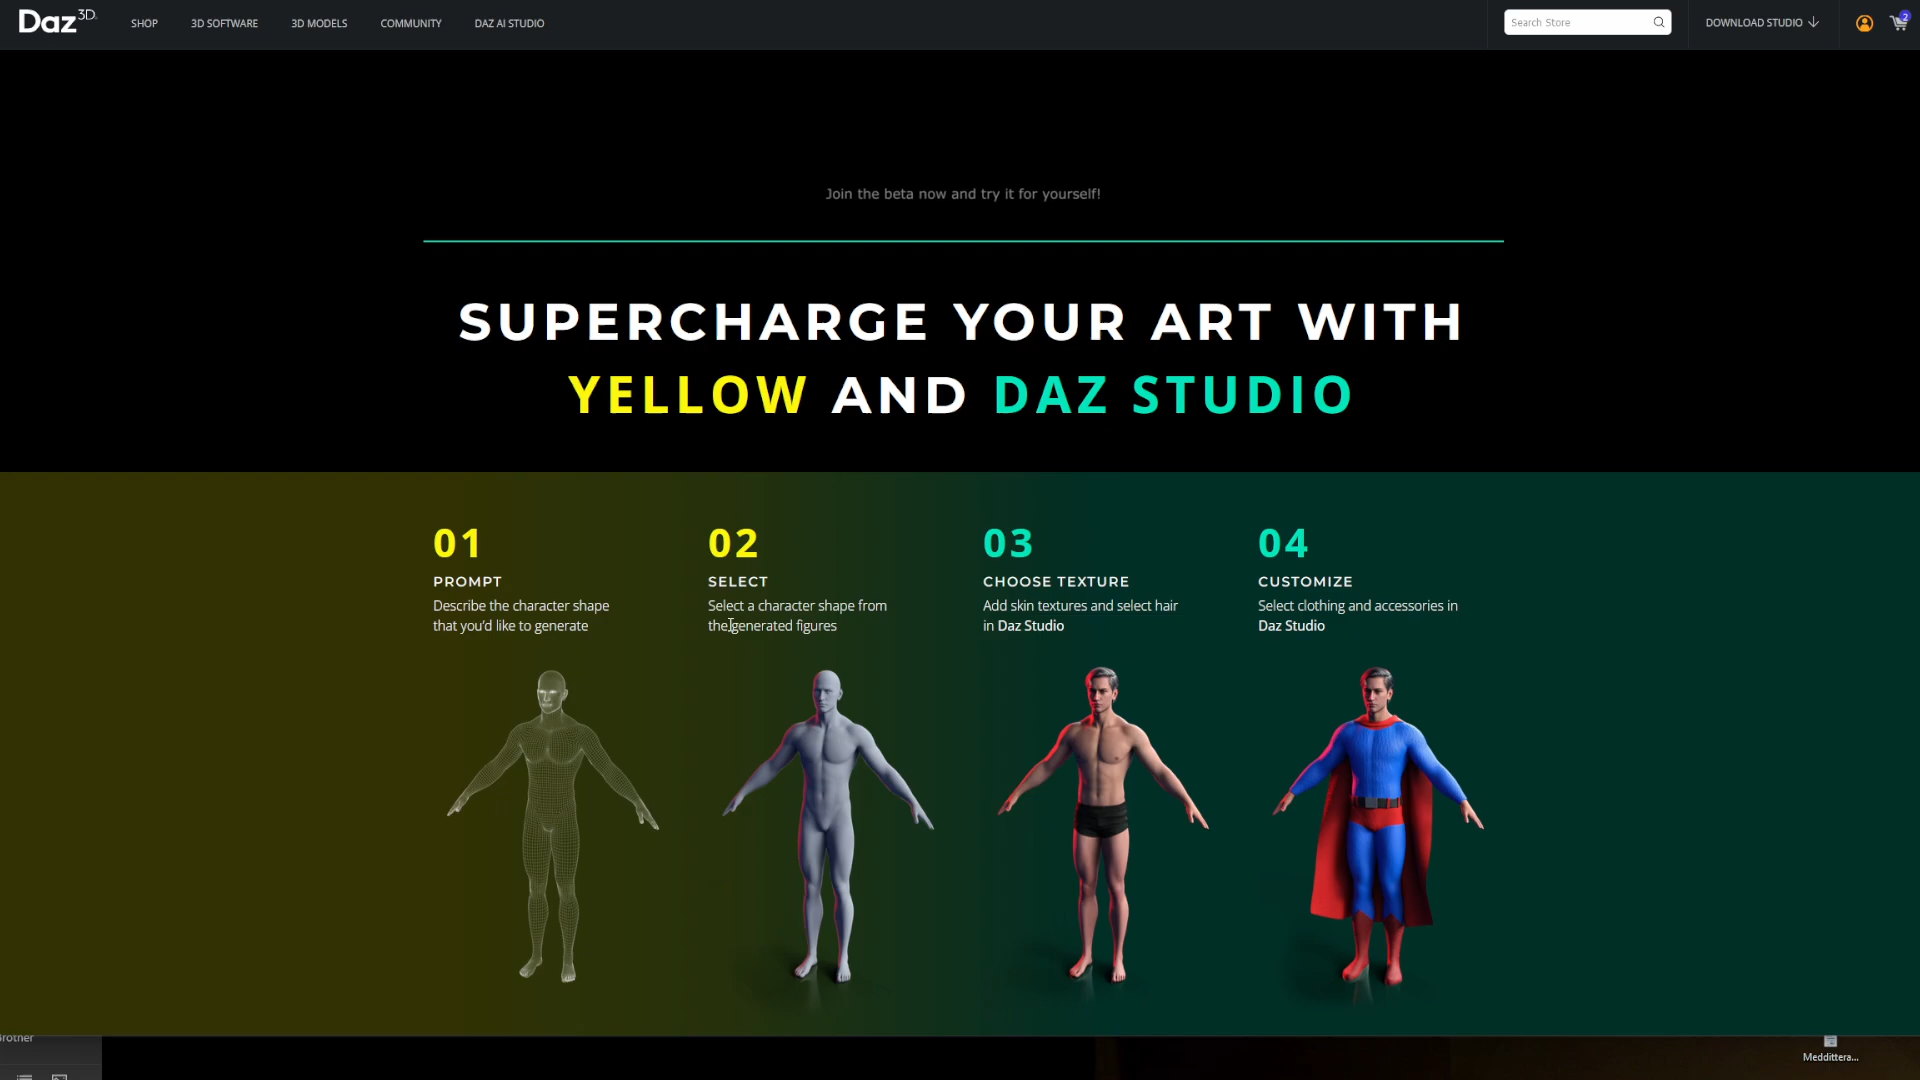 Daz 3D
SHOP
3D SOFTWARE
3D MODELS
COMMUNITY
DAZ AI STUDIO
Search Store
DOWNLOAD STUDIO
2
Join the beta now and try it for yourself!
SUPERCHARGE YOUR ART WITH
YELLOW AND DAZ STUDIO
01
PROMPT
Describe the character shape
that you'd like to generate
02
SELECT
Select a character shape from
the generated figures
03
CHOOSE TEXTURE
Add skin textures and select hair
in Daz Studio
04
CUSTOMIZE
Select clothing and accessories in
Daz Studio
Meddittera...